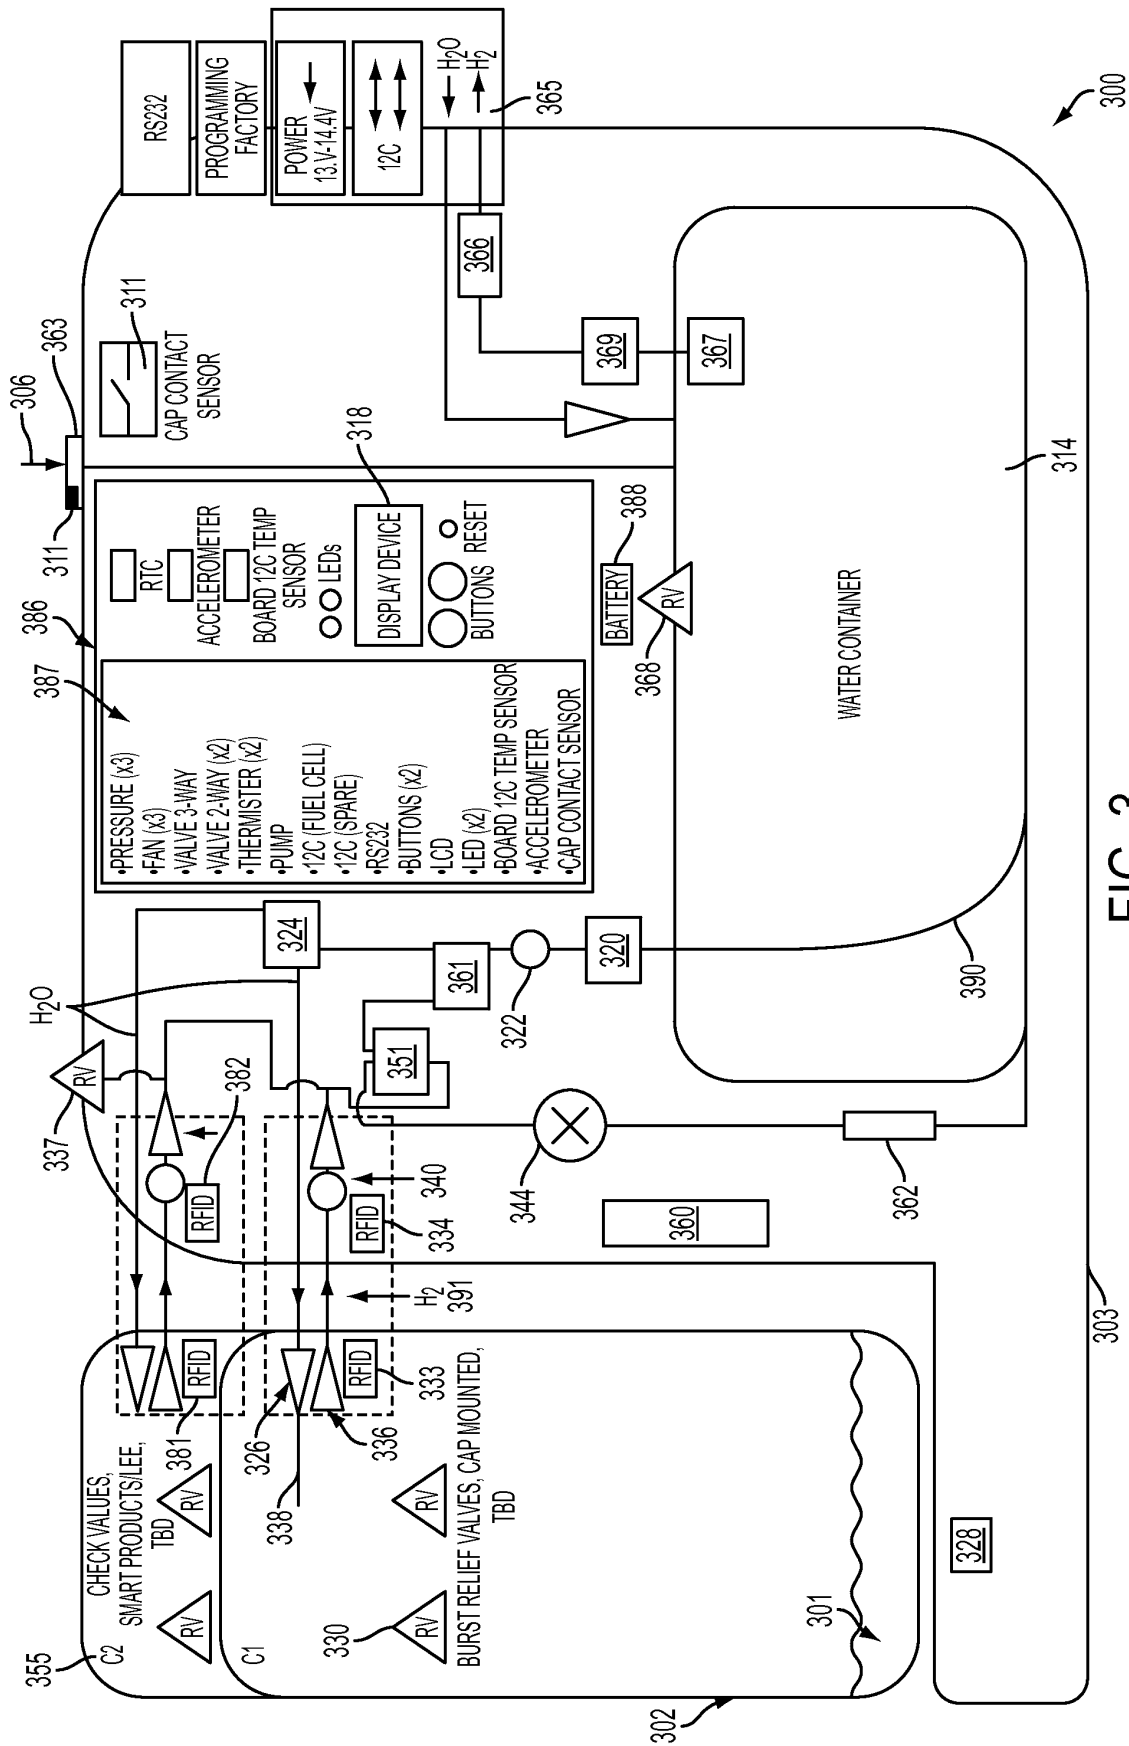 RS232
PROGRAMMING
FACTORY
POWER
13.V-14.4V
12C
H2O
H2
365
300
366
369
367
306
363
311
311
CAP CONTACT
SENSOR
386
387
RTC
ACCELEROMETER
BOARD 12C TEMP
SENSOR
LEDs
DISPLAY DEVICE
318
BUTTONS
RESET
•PRESSURE (x3)
•FAN (x3)
•VALVE 3-WAY
•VALVE 2-WAY (x2)
•THERMISTER (x2)
•PUMP
•12C (FUEL CELL)
•12C (SPARE)
•RS232
•BUTTONS (x2)
•LCD
•LED (x2)
•BOARD 12C TEMP SENSOR
•ACCELEROMETER
•CAP CONTACT SENSOR
BATTERY
388
RV
368
WATER CONTAINER
314
390
H2O
324
361
322
320
351
344
362
360
RV
337
382
RFID
340
RFID
334
H2
391
303
RFID
381
RFID
333
326
336
338
CHECK VALUES,
SMART PRODUCTS/LEE,
TBD
RV
RV
355
C2
C1
RV
RV
330
BURST RELIEF VALVES, CAP MOUNTED,
TBD
301
302
328
FIG. 3